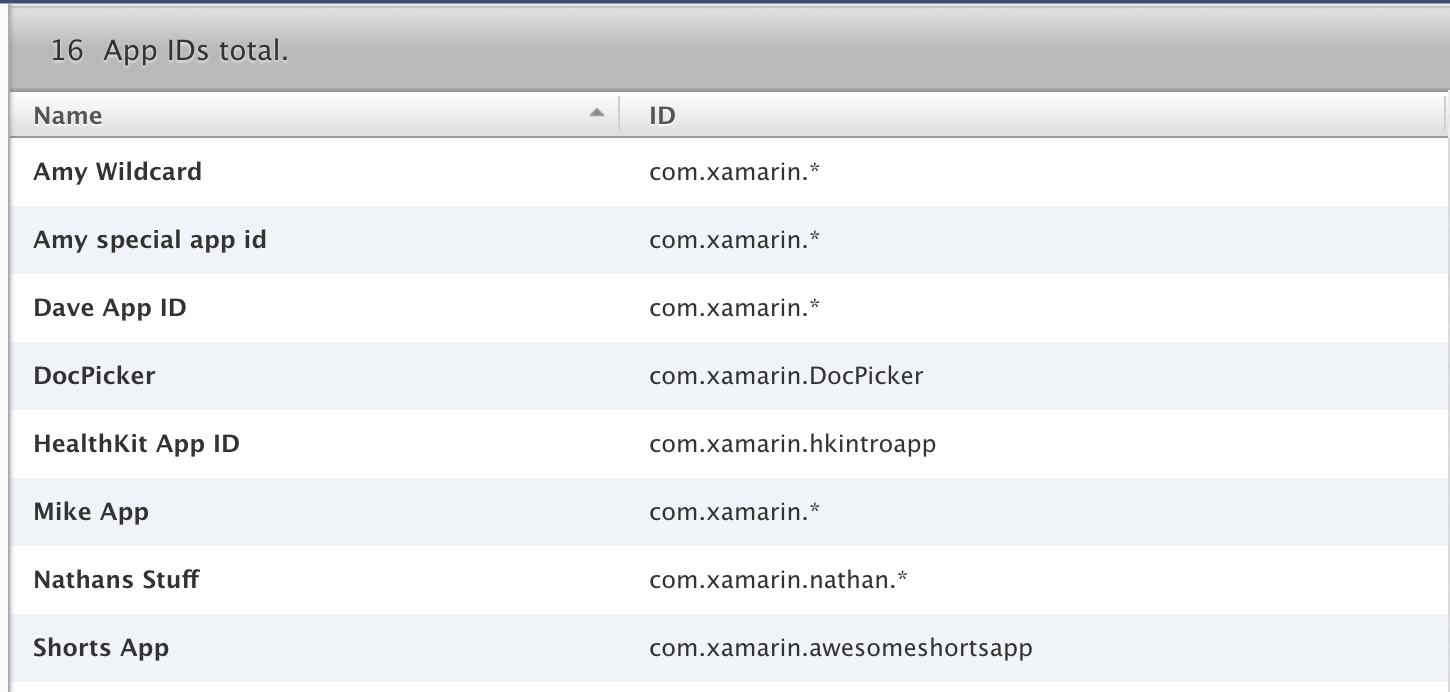 16 App IDs total.
Name ID
Amy Wildcard com.xamarin.*
Amy special app id com.xamarin.*
Dave App ID com.xamarin.*
DocPicker com.xamarin.DocPicker
HealthKit App ID com.xamarin.hkintroapp
Mike App com.xamarin.*
Nathans Stuff com.xamarin.nathan.*
Shorts App com.xamarin.awesomeshortsapp